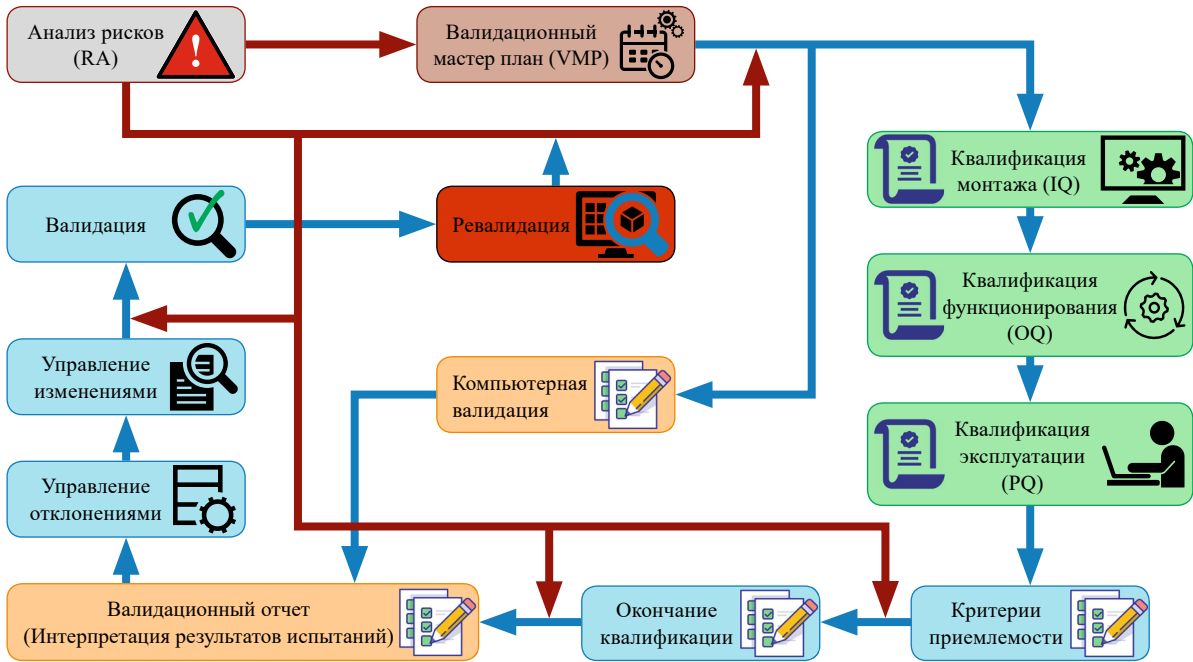 Анализ рисков
(RA)
Валидационный
мастер план (VMP)
Квалификация
монтажа (IQ)
Валидация
Ревалидация
Квалификация
функционирования
(OQ)
Управление
изменениями
Компьютерная
валидация
Квалификация
эксплуатации
(PQ)
Управление
отклонениями
Валидационный отчет
(Интерпретация результатов испытаний)
Окончание
квалификации
Критерии
приемлемости